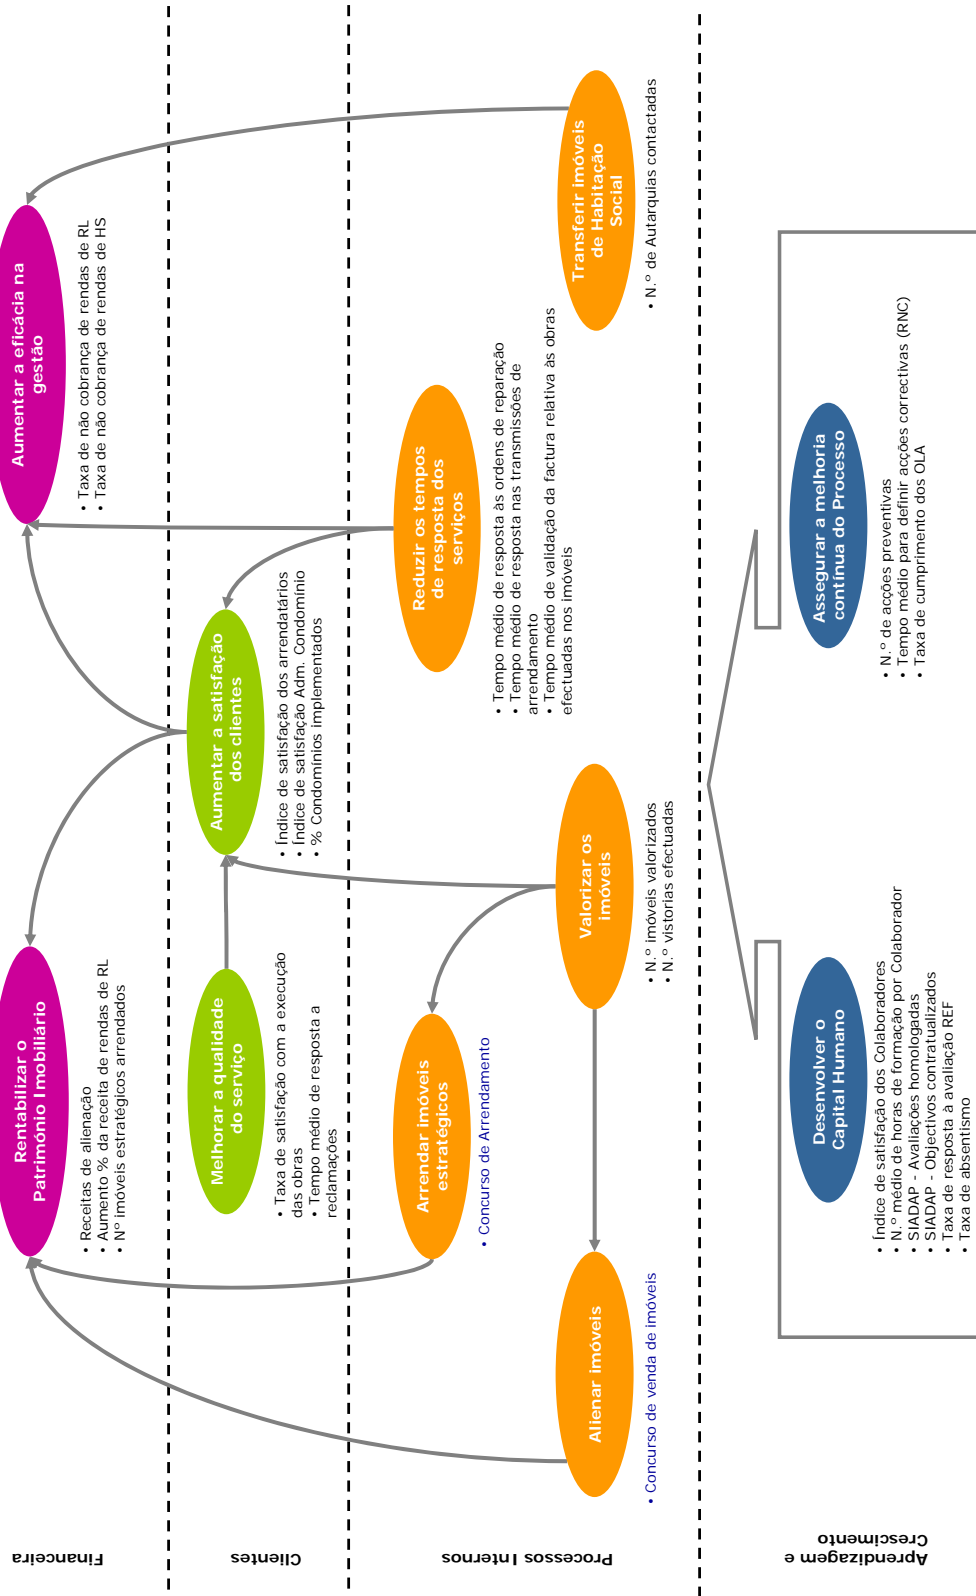 Financeira
Rentabilizar o
Património Imobiliário
• Receitas de alienação
• Aumento % da receita de rendas de RL
• Nº imóveis estratégicos arrendados
Aumentar a eficácia na
gestão
• Taxa de não cobrança de rendas de RL
• Taxa de não cobrança de rendas de HS
Clientes
Melhorar a qualidade
do serviço
• Taxa de satisfação com a execução
das obras
• Tempo médio de resposta a
reclamações
Aumentar a satisfação
dos clientes
• Índice de satisfação dos arrendatários
• Índice de satisfação Adm. Condomínio
• % Condomínios implementados
Processos Internos
Arrendar imóveis
estratégicos
• Concurso de Arrendamento
Reduzir os tempos
de resposta dos
serviços
• Tempo médio de resposta às ordens de reparação
• Tempo médio de resposta nas transmissões de
arrendamento
• Tempo médio de validação da factura relativa às obras
efectuadas nos imóveis
Alienar imóveis
• Concurso de venda de imóveis
Valorizar os
imóveis
• N.º imóveis valorizados
• N.º vistorias efectuadas
Transferir imóveis
de Habitação
Social
• N.º de Autarquias contactadas
Aprendizagem e
Crescimento
Desenvolver o
Capital Humano
• Índice de satisfação dos Colaboradores
• N.º médio de horas de formação por Colaborador
• SIADAP - Avaliações homologadas
• SIADAP - Objectivos contratualizados
• Taxa de resposta à avaliação REF
• Taxa de absentismo
Assegurar a melhoria
contínua do Processo
• N.º de acções preventivas
• Tempo médio para definir acções correctivas (RNC)
• Taxa de cumprimento dos OLA